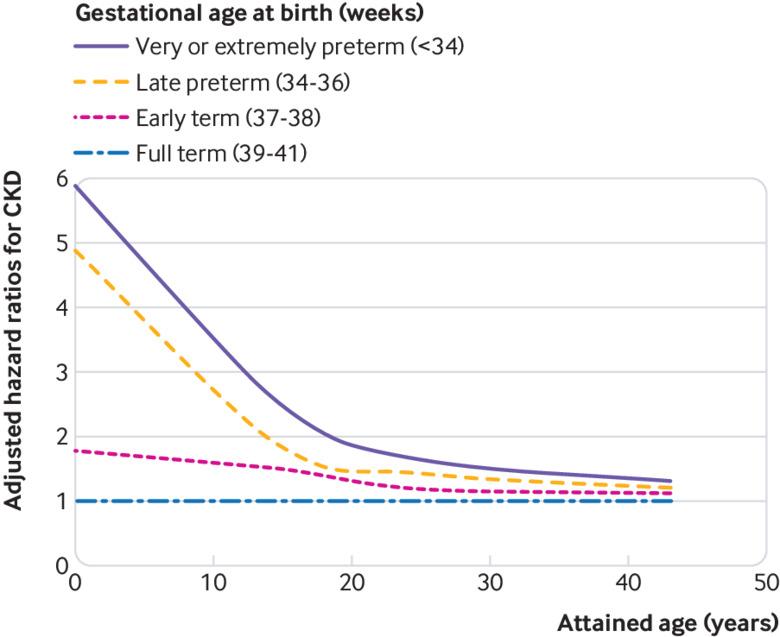 Gestational age at birth (weeks)
Very or extremely preterm (<34)
Late preterm (34-36)
Early term (37-38)
Full term (39-41)
Adjusted hazard ratios for CKD
6
5
4
3
2
1
0
0 10 20 30 40 50
Attained age (years)